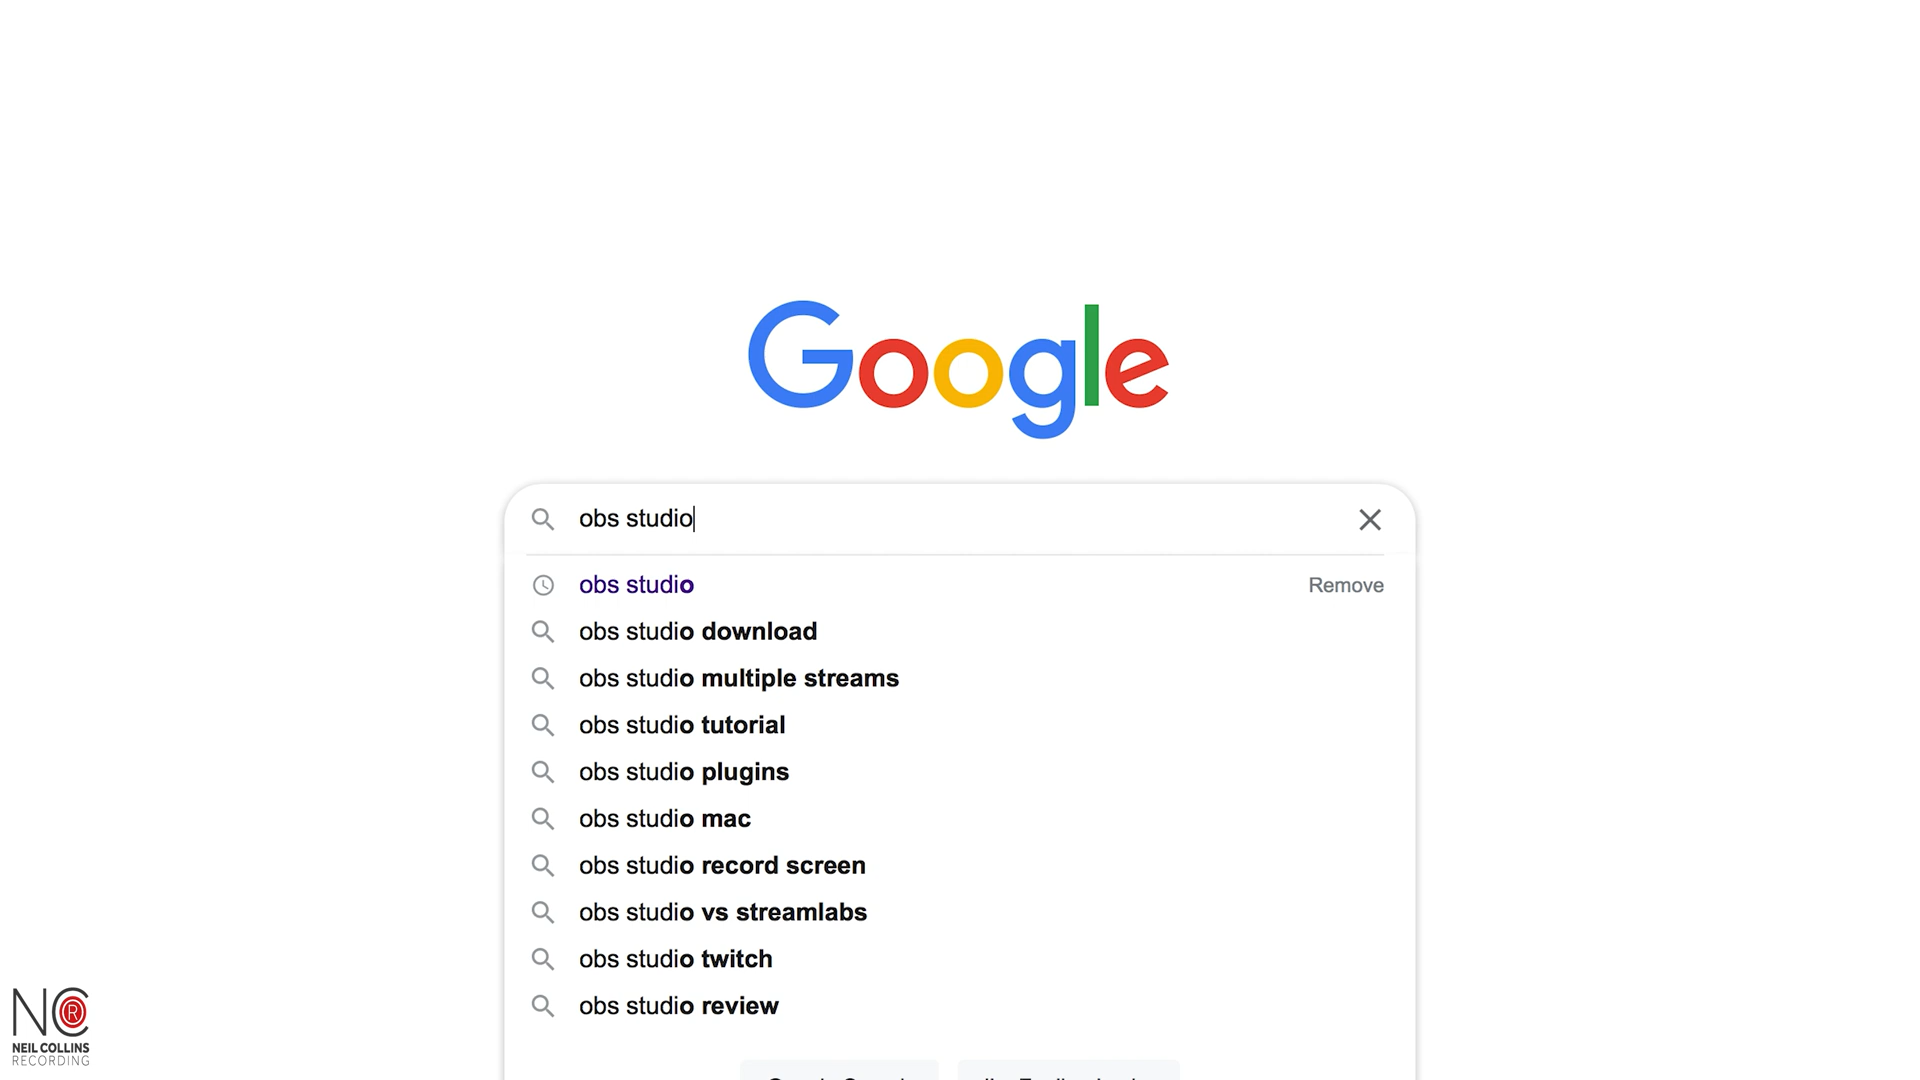 Google
obs studio
obs studio
Remove
obs studio download
obs studio multiple streams
obs studio tutorial
obs studio plugins
obs studio mac
obs studio record screen
obs studio vs streamlabs
obs studio twitch
obs studio review
NCR
NEIL COLLINS
RECORDING